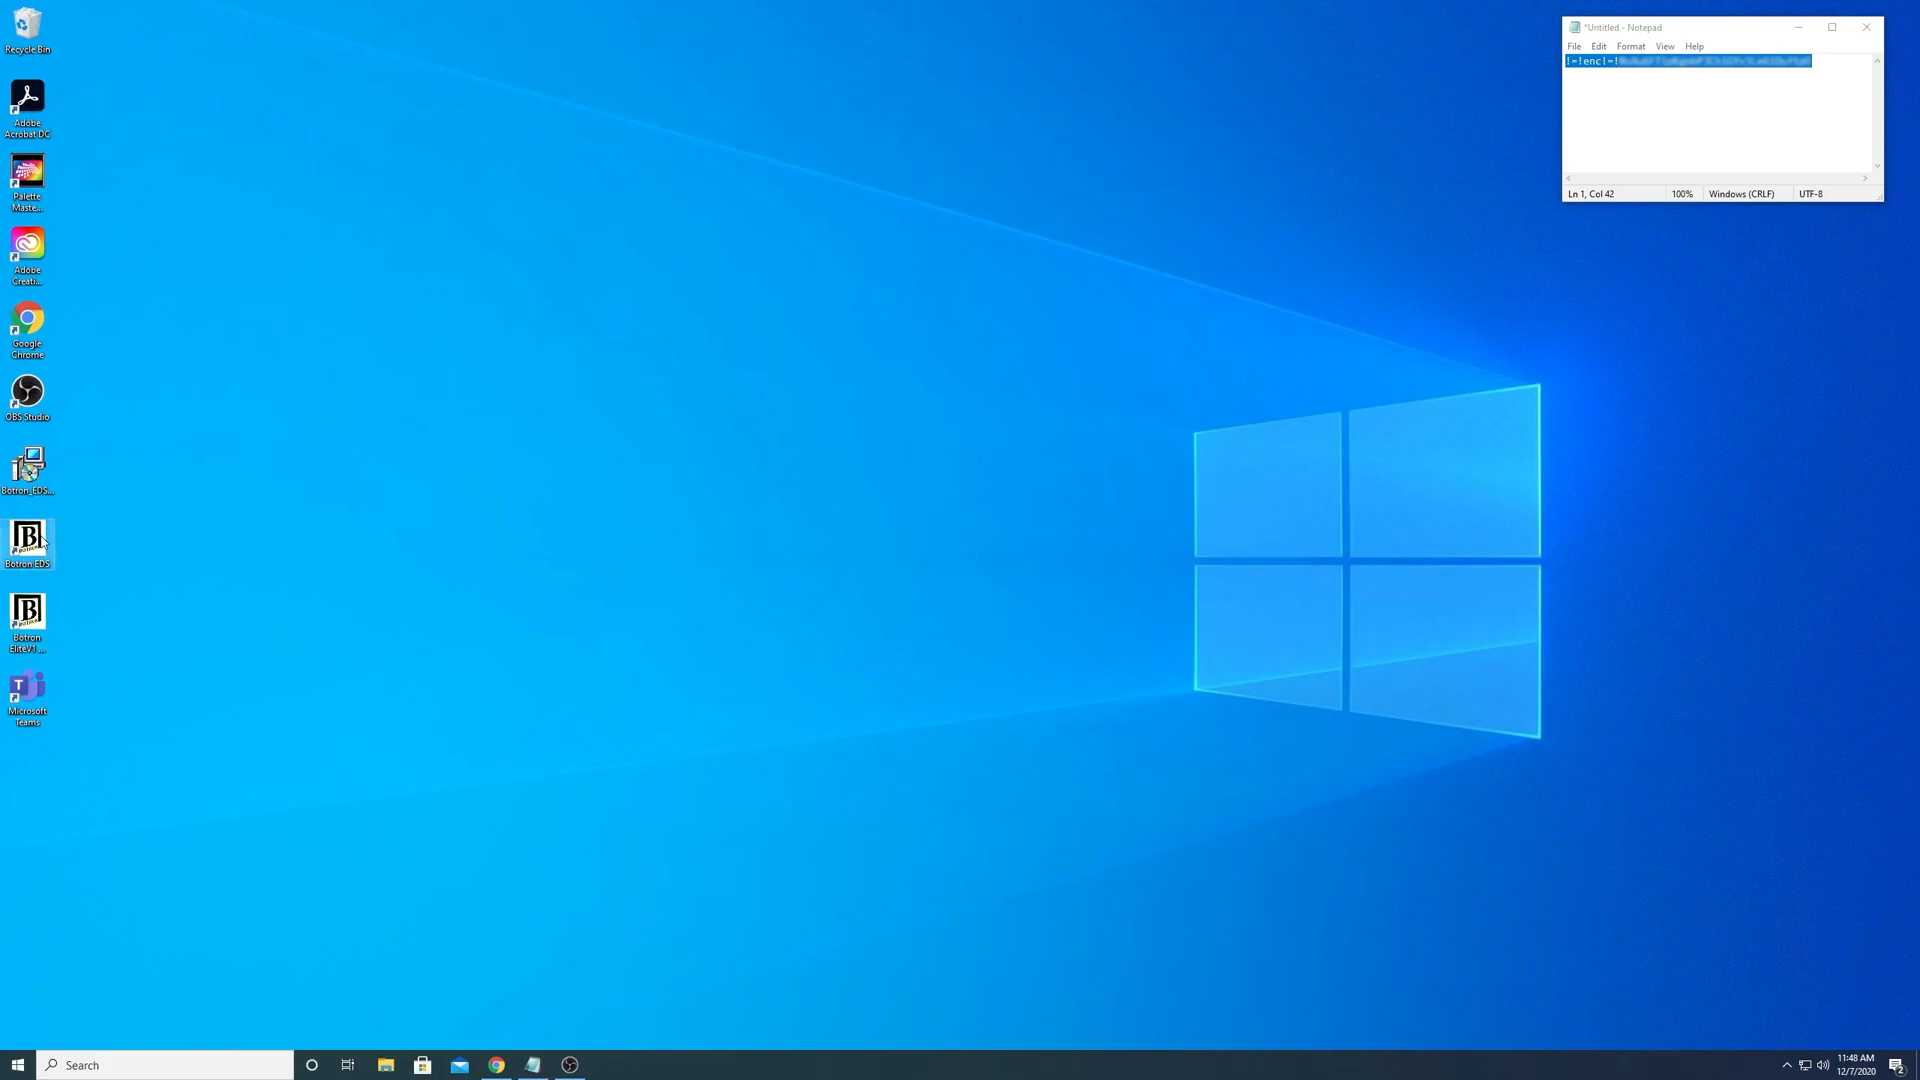 Recycle Bin
Adobe
Acrobat DC
Palette
Maste...
Adobe
Creati...
Google
Chrome
OBS Studio
Botron_EDS...
Botron EDS
Botron
EliteV1 ...
Microsoft
Teams
*Untitled - Notepad
File Edit Format View Help
!=!enc!=!
Ln 1, Col 42 100% Windows (CRLF) UTF-8
Search
11:48 AM
12/7/2020
2